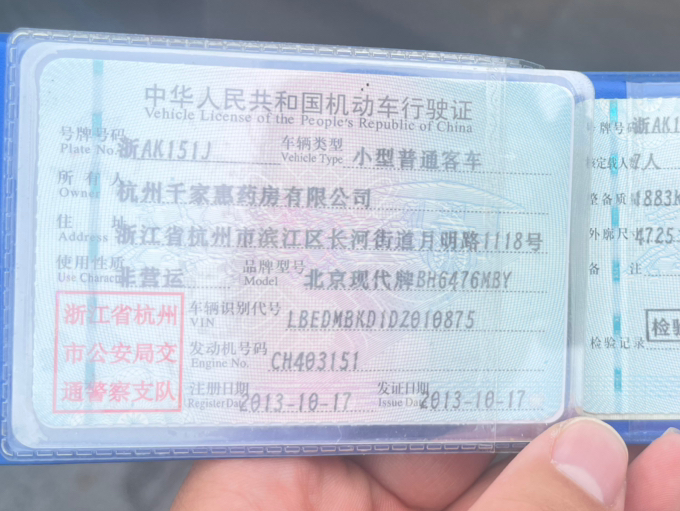 中华人民共和国机动车行驶证
Vehicle License of the People's Republic of China
号牌号码 浙AK151J 车辆类型 小型普通客车
Plate No. Vehicle Type
所有人 杭州千家惠药房有限公司
Owner
住址 浙江省杭州市滨江区长河街道月明路1118号
Address
使用性质 非营运 品牌型号 北京现代牌BH6476MBY
Use Character Model
浙江省杭州
市公安局交
通警察支队
车辆识别代号 LBEDMBKD1DZ010875
VIN
发动机号码 CH403151
Engine No.
注册日期 2013-10-17 发证日期 2013-10-17
Register Date Issue Date
号牌号码 浙AK1
核定载人数 7人
整备质量 1883K
外廓尺寸 4725
备注
检验记录 检验